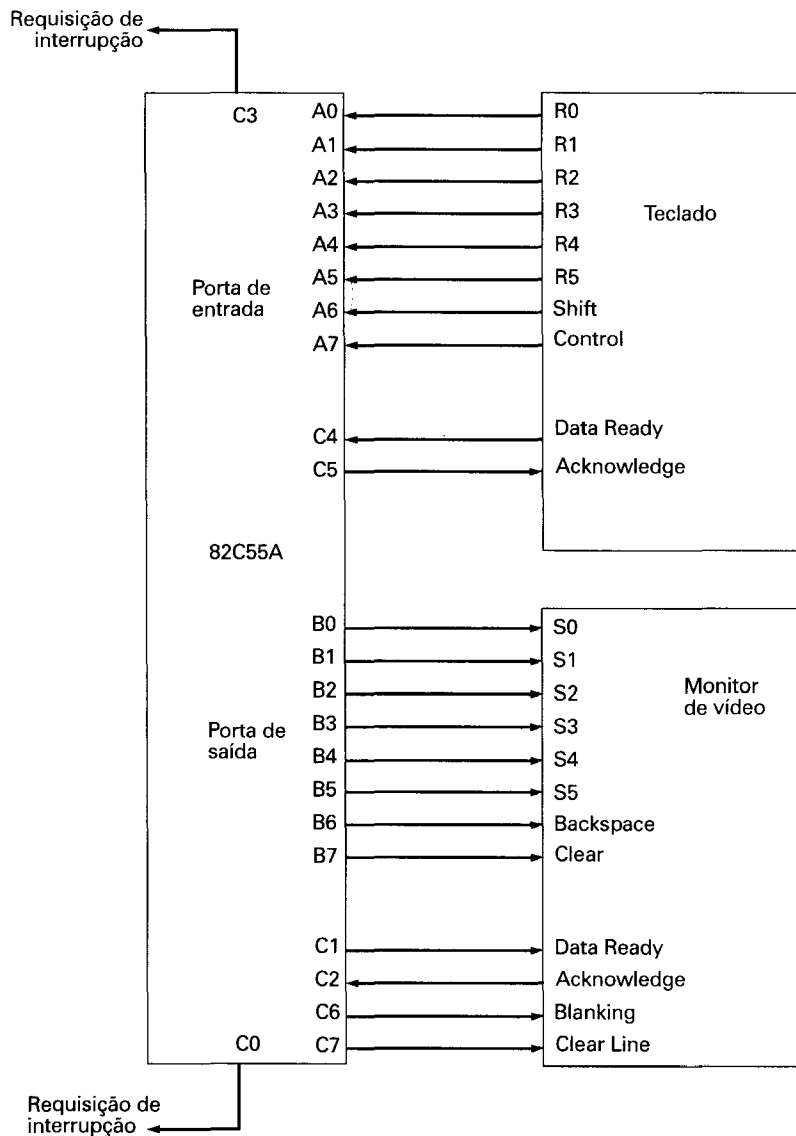 Requisição de
interrupção
C3
A0
R0
A1
R1
A2
R2
A3
R3
Teclado
A4
R4
A5
R5
Porta de
entrada
A6
Shift
A7
Control
C4
Data Ready
C5
Acknowledge
82C55A
B0
S0
B1
S1
B2
S2
Monitor
de vídeo
B3
S3
Porta de
saída
B4
S4
B5
S5
B6
Backspace
B7
Clear
C1
Data Ready
C2
Acknowledge
C6
Blanking
C0
C7
Clear Line
Requisição de
interrupção